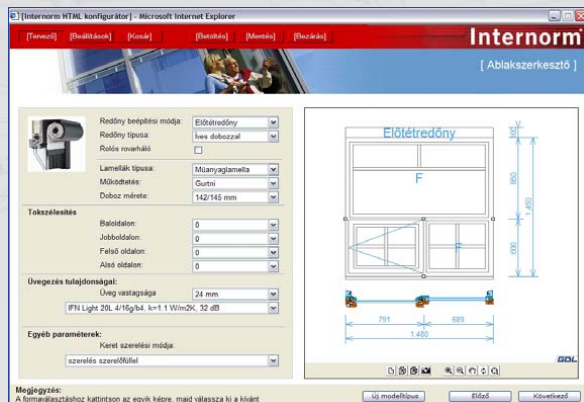 [Internorm HTML konfigurátor] - Microsoft Internet Explorer
[Tervező] [Beállítások] [Kosár] [Betöltés] [Mentés] [Bezárás]
Internorm
[ Ablakszerkesztő ]
Redőny beépítési módja: Előtétredőny
Redőny típusa: Íves dobozzal
Rolós rovarháló
Lamellák típusa: Műanyaglamella
Működtetés: Gurtni
Doboz mérete: 142/145 mm
Tokszélesítés
Baloldalon: 0
Jobboldalon: 0
Felső oldalon: 0
Alsó oldalon: 0
Üvegezés tulajdonságai:
Üveg vastagsága 24 mm
IFN Light 20L 4/16g/b4. k=1.1 W/m2K, 32 dB
Egyéb paraméterek:
Keret szerelési módja:
szerelés szerelőfüllel
Előtétredőny
F
F
850
1.450
600
791 689
1.480
GDL
Megjegyzés:
A formaválasztáshoz kattintson az egyik képre, majd válassza ki a kívánt
Új modelltípus Előző Következő